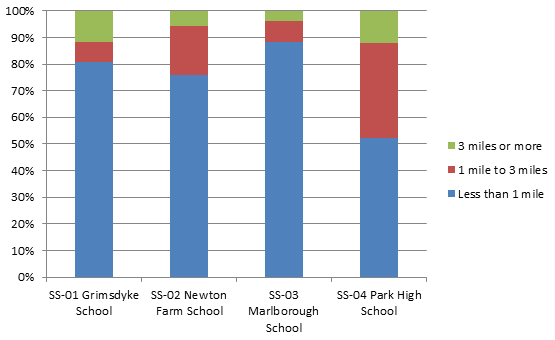 100%
90%
80%
70%
60%
50%
40%
30%
20%
10%
0%
SS-01 Grimsdyke
School
SS-02 Newton
Farm School
SS-03
Marlborough
School
SS-04 Park High
School
3 miles or more
1 mile to 3 miles
Less than 1 mile